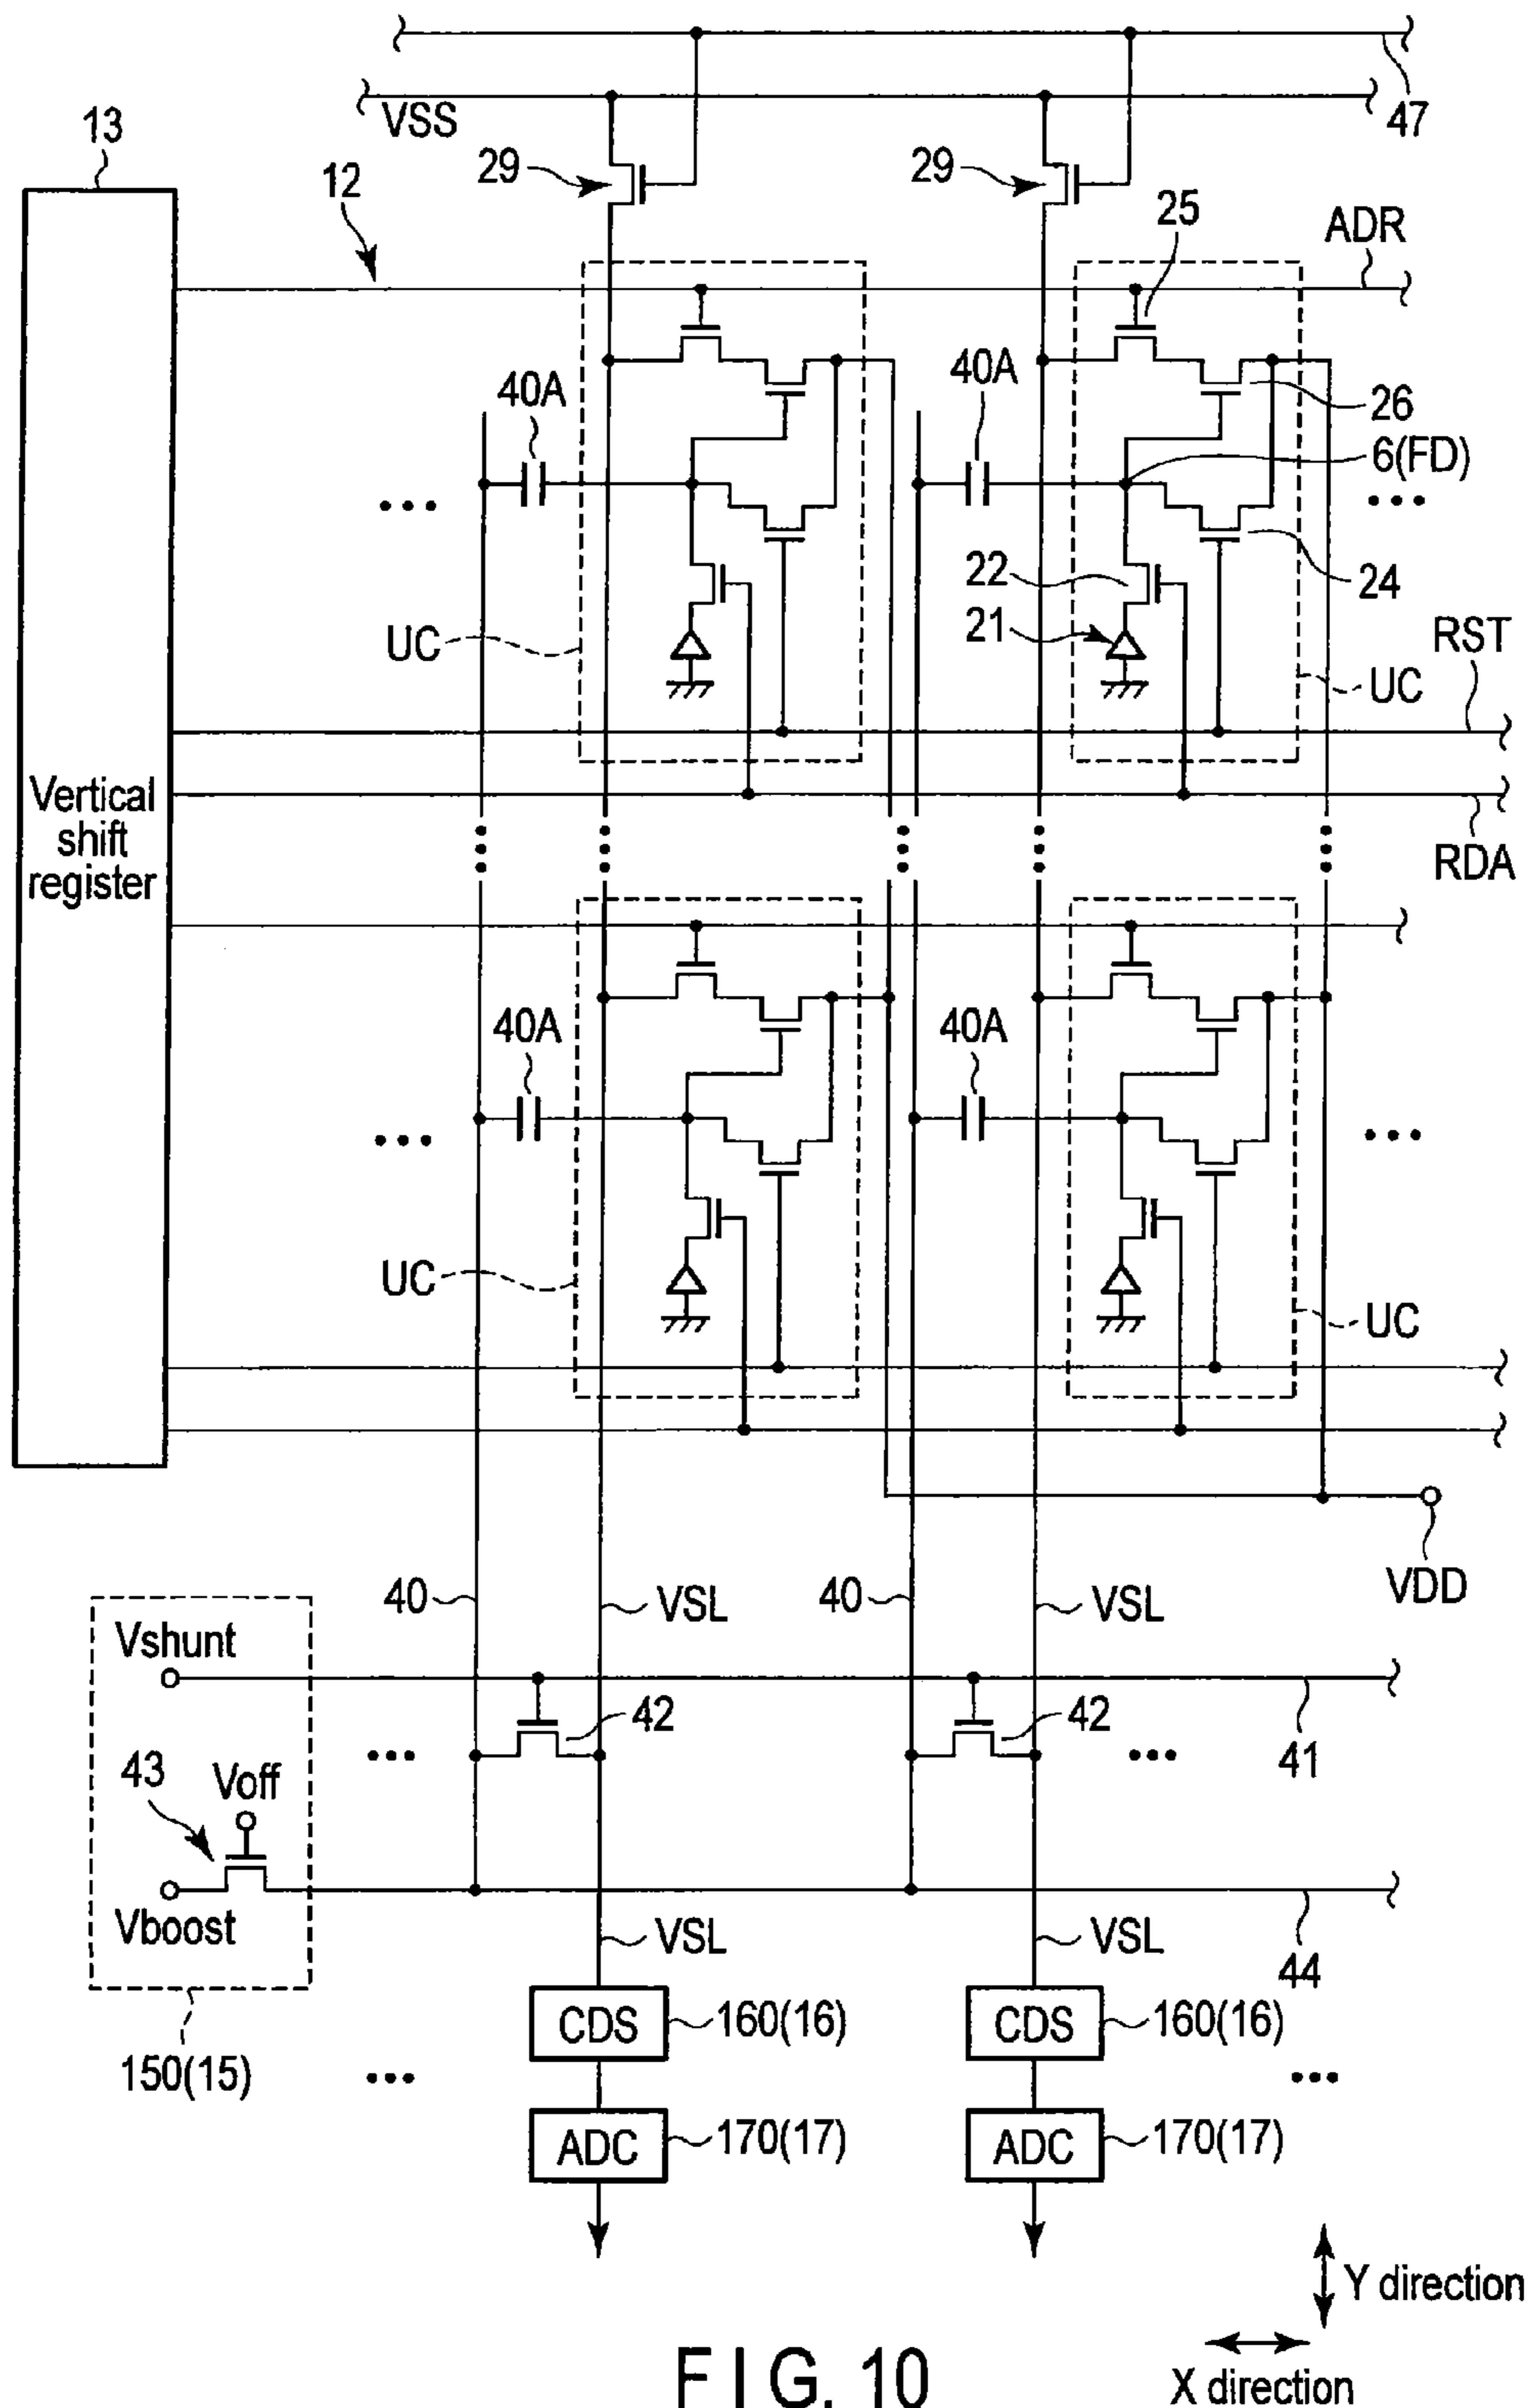 47
VSS
13
12
29
29
25
ADR
40A
40A
26
6(FD)
...
...
22
24
21
UC
RST
UC
Vertical
shift
register
RDA
40A
40A
...
...
UC
UC
VDD
40
VSL
40
VSL
Vshunt
42
42
41
...
...
43
Voff
Vboost
VSL
VSL
44
CDS
160(16)
CDS
160(16)
150(15)
...
...
ADC
170(17)
ADC
170(17)
Y direction
X direction
FIG. 10